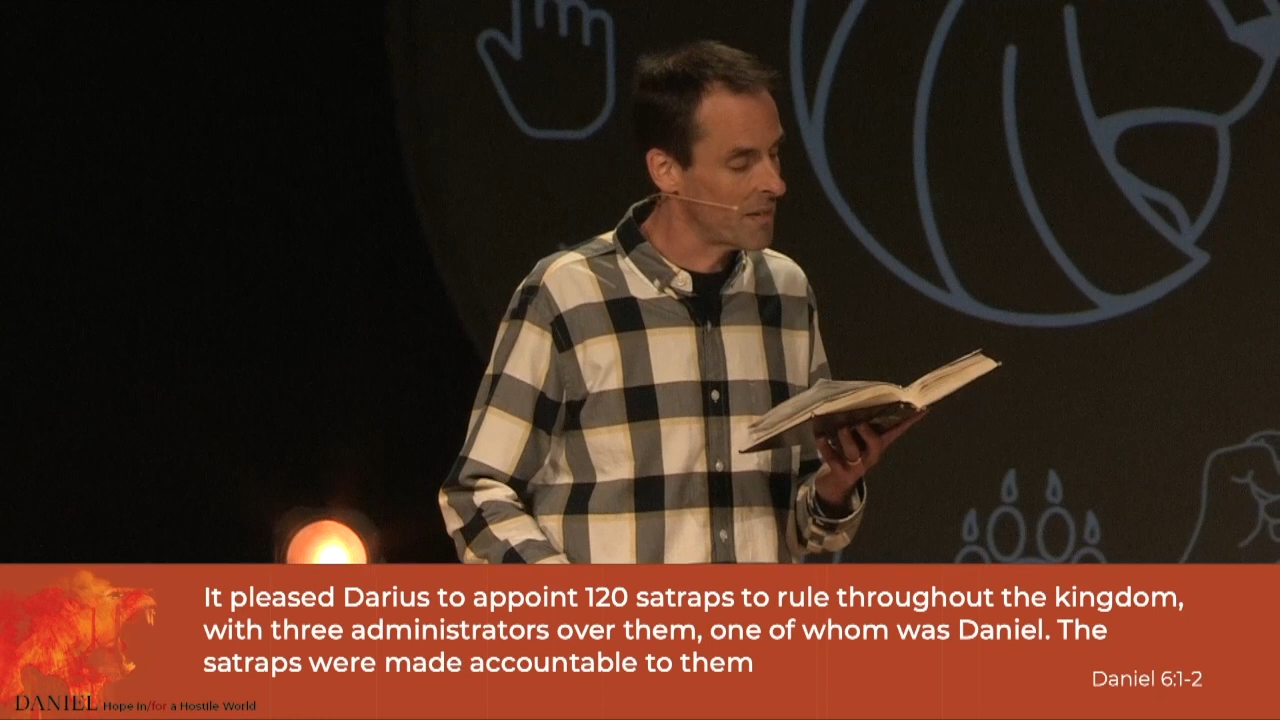 It pleased Darius to appoint 120 satraps to rule throughout the kingdom,
with three administrators over them, one of whom was Daniel. The
satraps were made accountable to them
Daniel 6:1-2
DANIEL Hope in/for a Hostile World